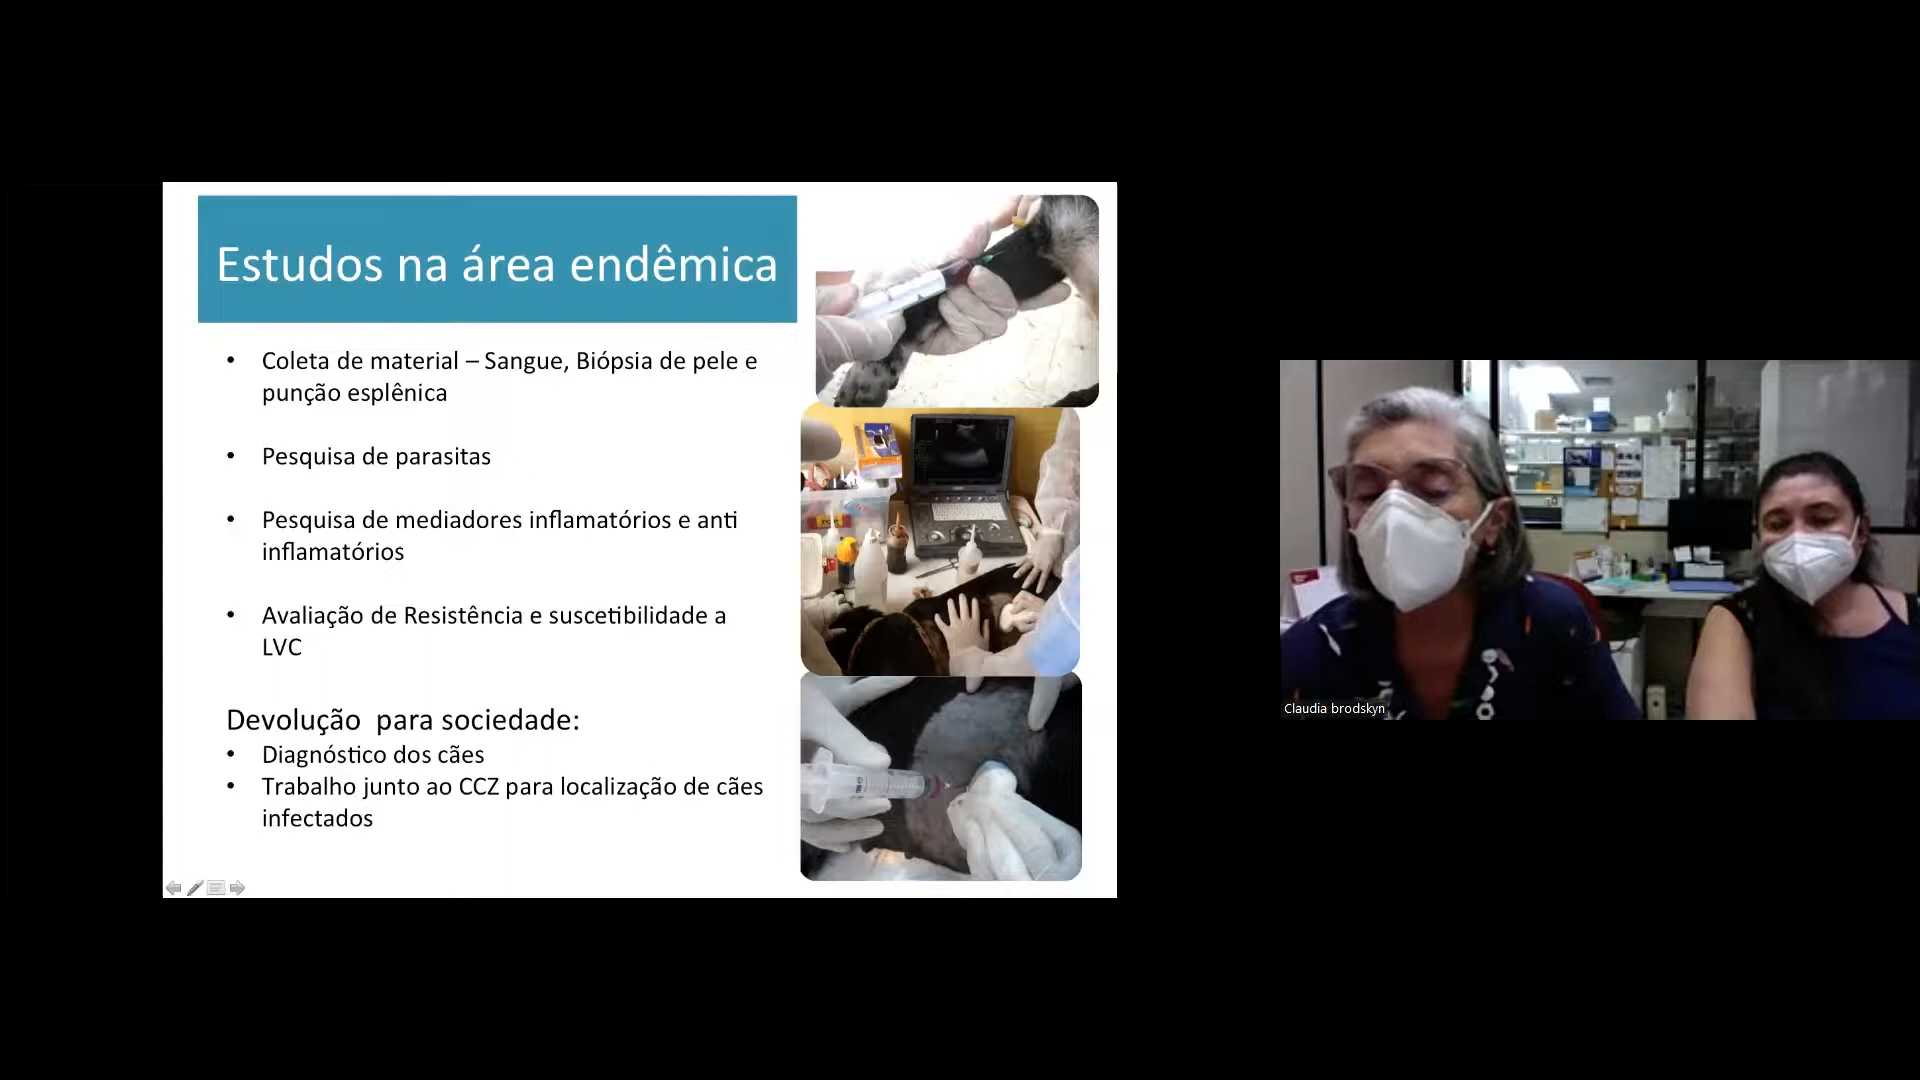 Estudos na área endêmica
• Coleta de material – Sangue, Biópsia de pele e
punção esplênica
• Pesquisa de parasitas
• Pesquisa de mediadores inflamatórios e anti
inflamatórios
• Avaliação de Resistência e suscetibilidade a
LVC
Devolução  para sociedade:
• Diagnóstico dos cães
• Trabalho junto ao CCZ para localização de cães
infectados
Claudia brodskyn